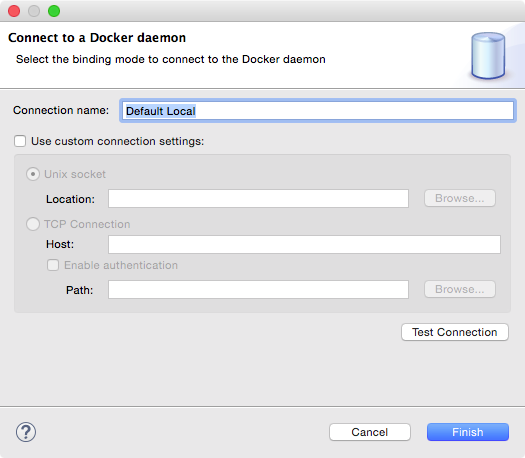 Connect to a Docker daemon
Select the binding mode to connect to the Docker daemon
Connection name: Default Local
Use custom connection settings:
Unix socket
Location: Browse...
TCP Connection
Host:
Enable authentication
Path: Browse...
Test Connection
? Cancel Finish